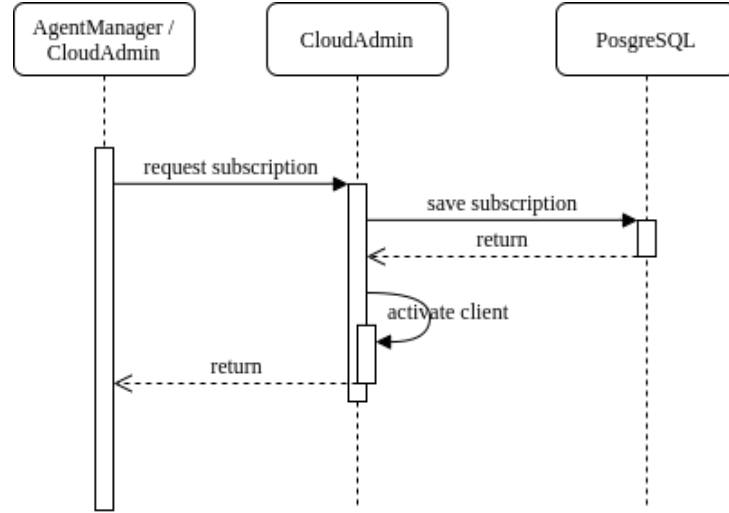 AgentManager /
CloudAdmin
CloudAdmin
PosgreSQL
request subscription
save subscription
return
activate client
return